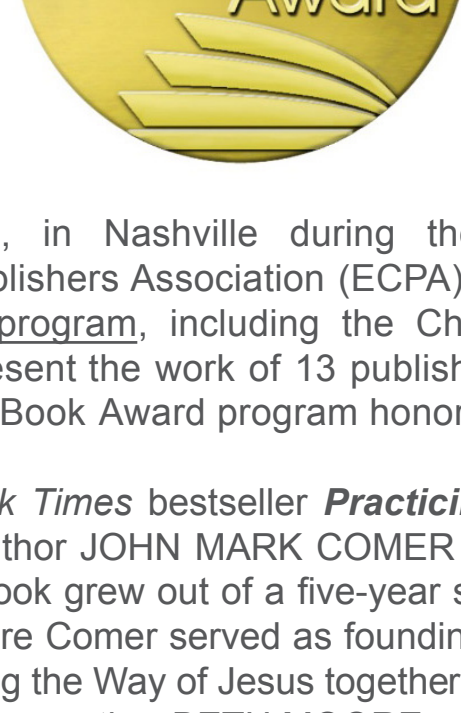 Award
, in Nashville during the
blishers Association (ECPA)
program, including the Ch
esent the work of 13 publish
Book Award program honor
k Times bestseller Practici
thor JOHN MARK COMER
ook grew out of a five-year s
re Comer served as foundin
g the Way of Jesus together
BETH MOORE